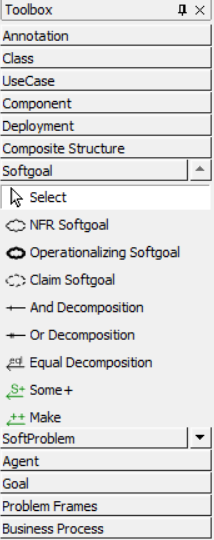 Toolbox
Annotation
Class
UseCase
Component
Deployment
Composite Structure
Softgoal
Select
NFR Softgoal
Operationalizing Softgoal
Claim Softgoal
And Decomposition
Or Decomposition
eql Equal Decomposition
S+ Some+
++ Make
SoftProblem
Agent
Goal
Problem Frames
Business Process